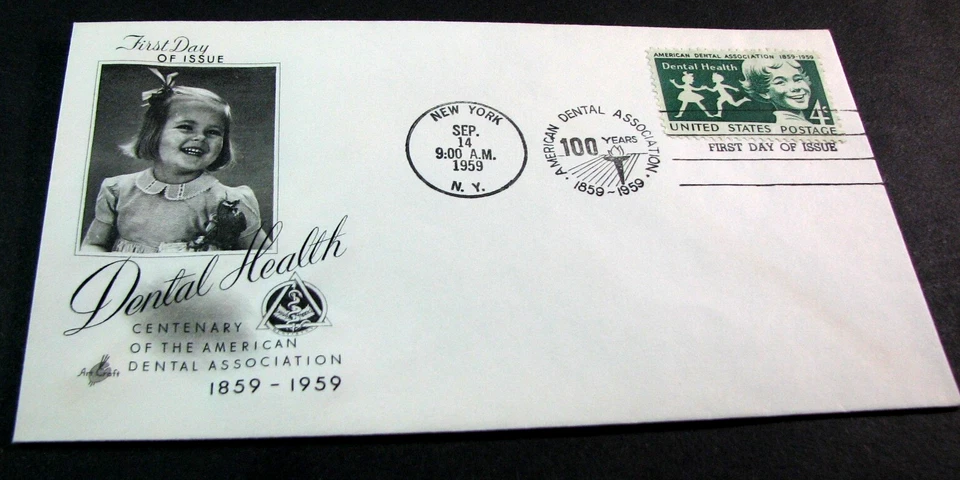 First Day
OF ISSUE
Dental Health
CENTENARY
OF THE AMERICAN
DENTAL ASSOCIATION
1859 - 1959
Art Craft
NEW YORK
SEP.
14
9:00 A.M.
1959
N. Y.
AMERICAN DENTAL ASSOCIATION
100 YEARS
1859~1959
AMERICAN DENTAL ASSOCIATION 1859-1959
Dental Health
4¢
UNITED STATES POSTAGE
FIRST DAY OF ISSUE